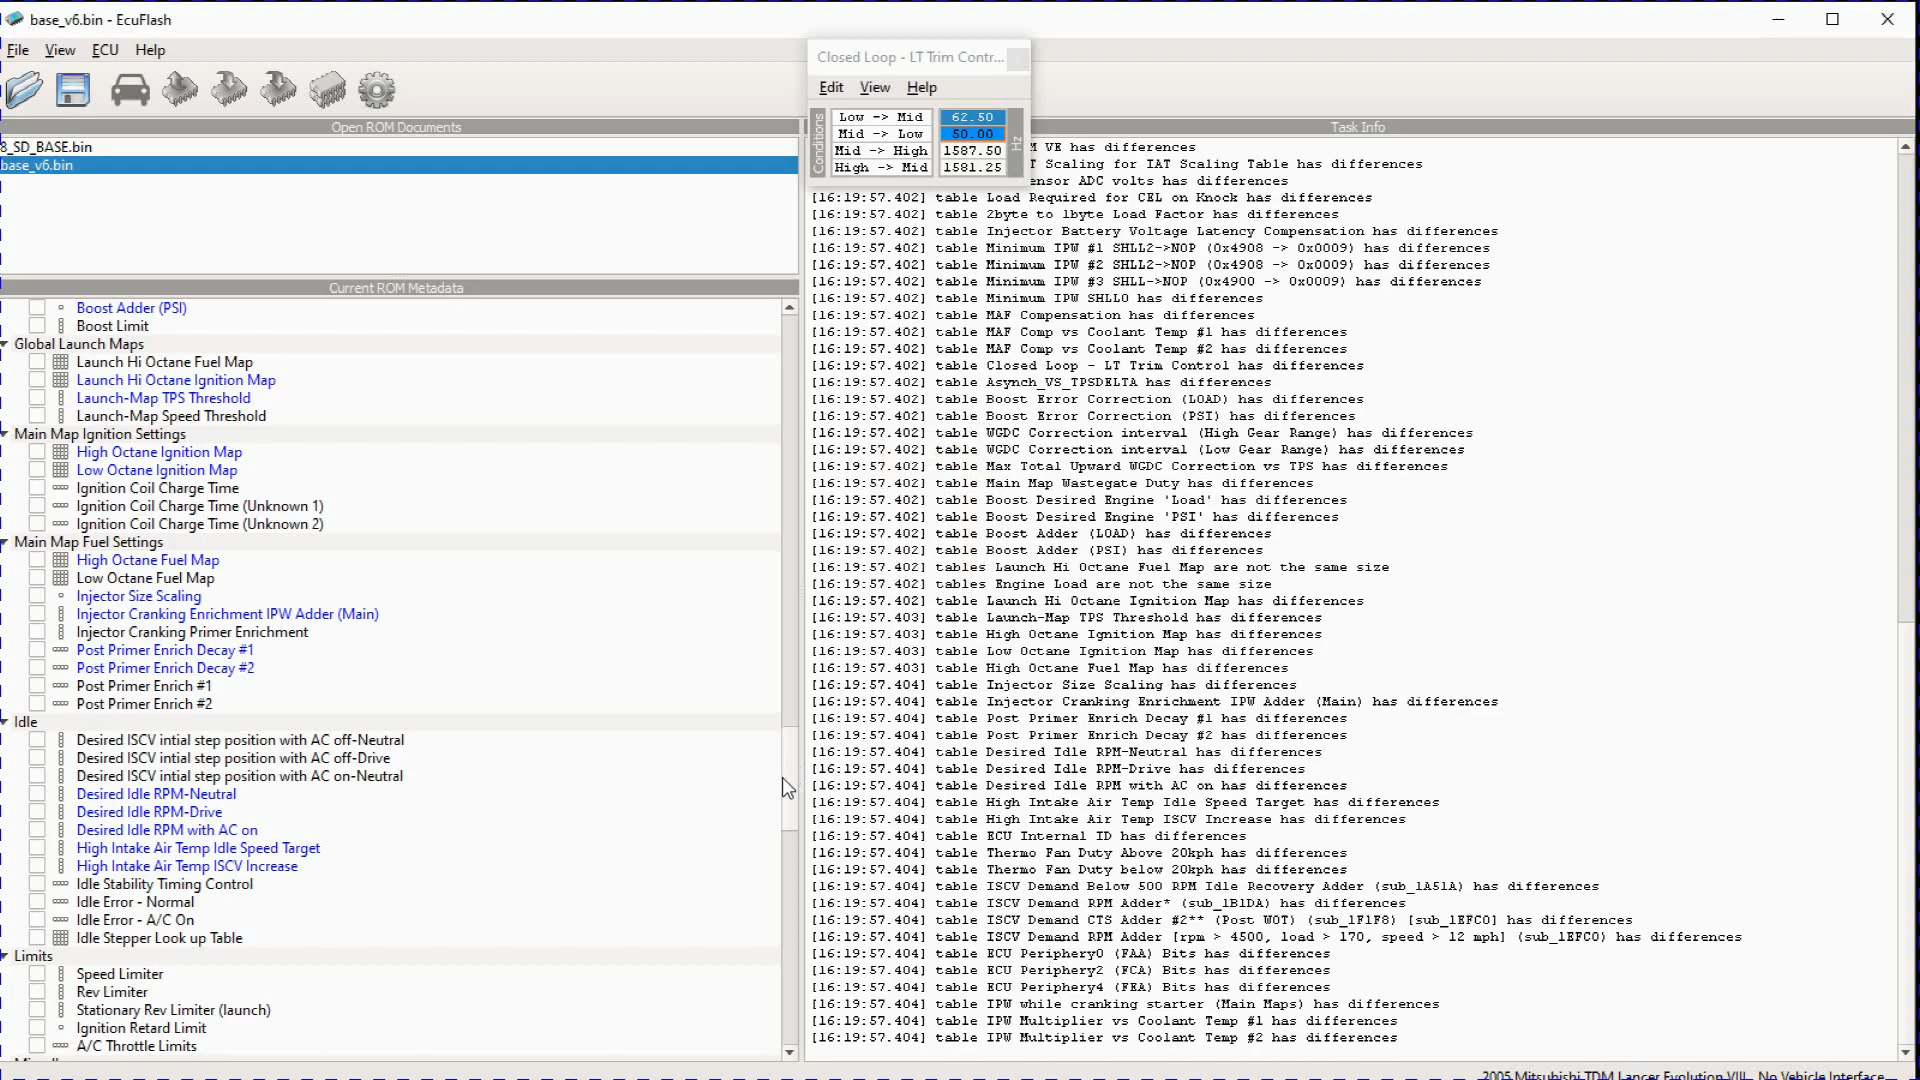 base_v6.bin - EcuFlash
File View ECU Help
Open ROM Documents
8_SD_BASE.bin
base_v6.bin
Current ROM Metadata
Boost Adder (PSI)
Boost Limit
Global Launch Maps
Launch Hi Octane Fuel Map
Launch Hi Octane Ignition Map
Launch-Map TPS Threshold
Launch-Map Speed Threshold
Main Map Ignition Settings
High Octane Ignition Map
Low Octane Ignition Map
Ignition Coil Charge Time
Ignition Coil Charge Time (Unknown 1)
Ignition Coil Charge Time (Unknown 2)
Main Map Fuel Settings
High Octane Fuel Map
Low Octane Fuel Map
Injector Size Scaling
Injector Cranking Enrichment IPW Adder (Main)
Injector Cranking Primer Enrichment
Post Primer Enrich Decay #1
Post Primer Enrich Decay #2
Post Primer Enrich #1
Post Primer Enrich #2
Idle
Desired ISCV intial step position with AC off-Neutral
Desired ISCV intial step position with AC off-Drive
Desired ISCV intial step position with AC on-Neutral
Desired Idle RPM-Neutral
Desired Idle RPM-Drive
Desired Idle RPM with AC on
High Intake Air Temp Idle Speed Target
High Intake Air Temp ISCV Increase
Idle Stability Timing Control
Idle Error - Normal
Idle Error - A/C On
Idle Stepper Look up Table
Limits
Speed Limiter
Rev Limiter
Stationary Rev Limiter (launch)
Ignition Retard Limit
A/C Throttle Limits
Closed Loop - LT Trim Contr...
Edit View Help
Conditions
Low -> Mid 62.50
Mid -> Low 50.00
Mid -> High 1587.50
High -> Mid 1581.25
Hz
Task Info
VE has differences
Scaling for IAT Scaling Table has differences
ensor ADC volts has differences
[16:19:57.402] table Load Required for CEL on Knock has differences
[16:19:57.402] table 2byte to 1byte Load Factor has differences
[16:19:57.402] table Injector Battery Voltage Latency Compensation has differences
[16:19:57.402] table Minimum IPW #1 SHLL2->NOP (0x4908 -> 0x0009) has differences
[16:19:57.402] table Minimum IPW #2 SHLL2->NOP (0x4908 -> 0x0009) has differences
[16:19:57.402] table Minimum IPW #3 SHLL->NOP (0x4900 -> 0x0009) has differences
[16:19:57.402] table Minimum IPW SHLL0 has differences
[16:19:57.402] table MAF Compensation has differences
[16:19:57.402] table MAF Comp vs Coolant Temp #1 has differences
[16:19:57.402] table MAF Comp vs Coolant Temp #2 has differences
[16:19:57.402] table Closed Loop - LT Trim Control has differences
[16:19:57.402] table Asynch_VS_TPSDELTA has differences
[16:19:57.402] table Boost Error Correction (LOAD) has differences
[16:19:57.402] table Boost Error Correction (PSI) has differences
[16:19:57.402] table WGDC Correction interval (High Gear Range) has differences
[16:19:57.402] table WGDC Correction interval (Low Gear Range) has differences
[16:19:57.402] table Max Total Upward WGDC Correction vs TPS has differences
[16:19:57.402] table Main Map Wastegate Duty has differences
[16:19:57.402] table Boost Desired Engine 'Load' has differences
[16:19:57.402] table Boost Desired Engine 'PSI' has differences
[16:19:57.402] table Boost Adder (LOAD) has differences
[16:19:57.402] table Boost Adder (PSI) has differences
[16:19:57.402] tables Launch Hi Octane Fuel Map are not the same size
[16:19:57.402] tables Engine Load are not the same size
[16:19:57.402] table Launch Hi Octane Ignition Map has differences
[16:19:57.403] table Launch-Map TPS Threshold has differences
[16:19:57.403] table High Octane Ignition Map has differences
[16:19:57.403] table Low Octane Ignition Map has differences
[16:19:57.403] table High Octane Fuel Map has differences
[16:19:57.404] table Injector Size Scaling has differences
[16:19:57.404] table Injector Cranking Enrichment IPW Adder (Main) has differences
[16:19:57.404] table Post Primer Enrich Decay #1 has differences
[16:19:57.404] table Post Primer Enrich Decay #2 has differences
[16:19:57.404] table Desired Idle RPM-Neutral has differences
[16:19:57.404] table Desired Idle RPM-Drive has differences
[16:19:57.404] table Desired Idle RPM with AC on has differences
[16:19:57.404] table High Intake Air Temp Idle Speed Target has differences
[16:19:57.404] table High Intake Air Temp ISCV Increase has differences
[16:19:57.404] table ECU Internal ID has differences
[16:19:57.404] table Thermo Fan Duty Above 20kph has differences
[16:19:57.404] table Thermo Fan Duty below 20kph has differences
[16:19:57.404] table ISCV Demand Below 500 RPM Idle Recovery Adder (sub_1A51A) has differences
[16:19:57.404] table ISCV Demand RPM Adder* (sub_1B1DA) has differences
[16:19:57.404] table ISCV Demand CTS Adder #2** (Post WOT) (sub_1F1F8) [sub_1EFC0] has differences
[16:19:57.404] table ISCV Demand RPM Adder [rpm > 4500, load > 170, speed > 12 mph] (sub_1EFC0) has differences
[16:19:57.404] table ECU Periphery0 (FAA) Bits has differences
[16:19:57.404] table ECU Periphery2 (FCA) Bits has differences
[16:19:57.404] table ECU Periphery4 (FEA) Bits has differences
[16:19:57.404] table IPW while cranking starter (Main Maps) has differences
[16:19:57.404] table IPW Multiplier vs Coolant Temp #1 has differences
[16:19:57.404] table IPW Multiplier vs Coolant Temp #2 has differences
2005 Mitsubishi TDM Lancer Evolution VIII No Vehicle Interface